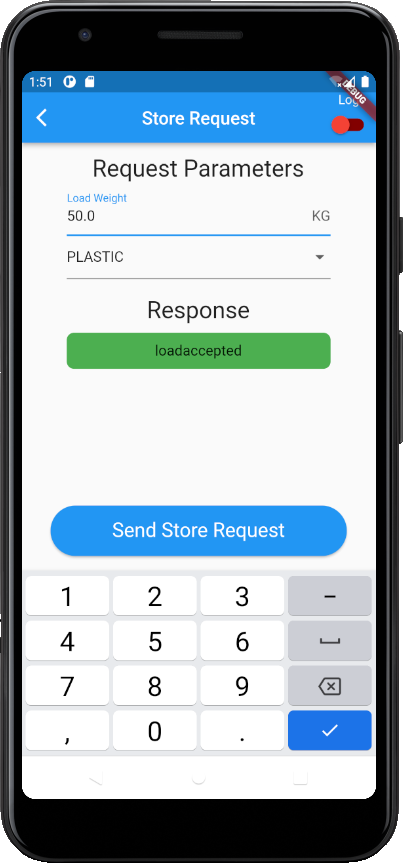 1:51
DEBUG
Log
Store Request
Request Parameters
Load Weight
50.0 KG
PLASTIC
Response
loadaccepted
Send Store Request
1 2 3 -
4 5 6
7 8 9
, 0 .